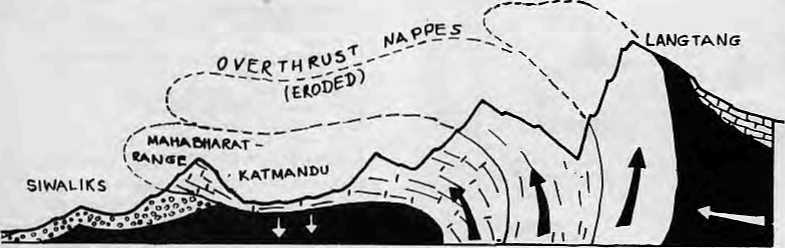 OVERTHRUST NAPPES
(ERODED)
LANGTANG
MAHABHARAT-
RANGE
KATMANDU
SIWALIKS